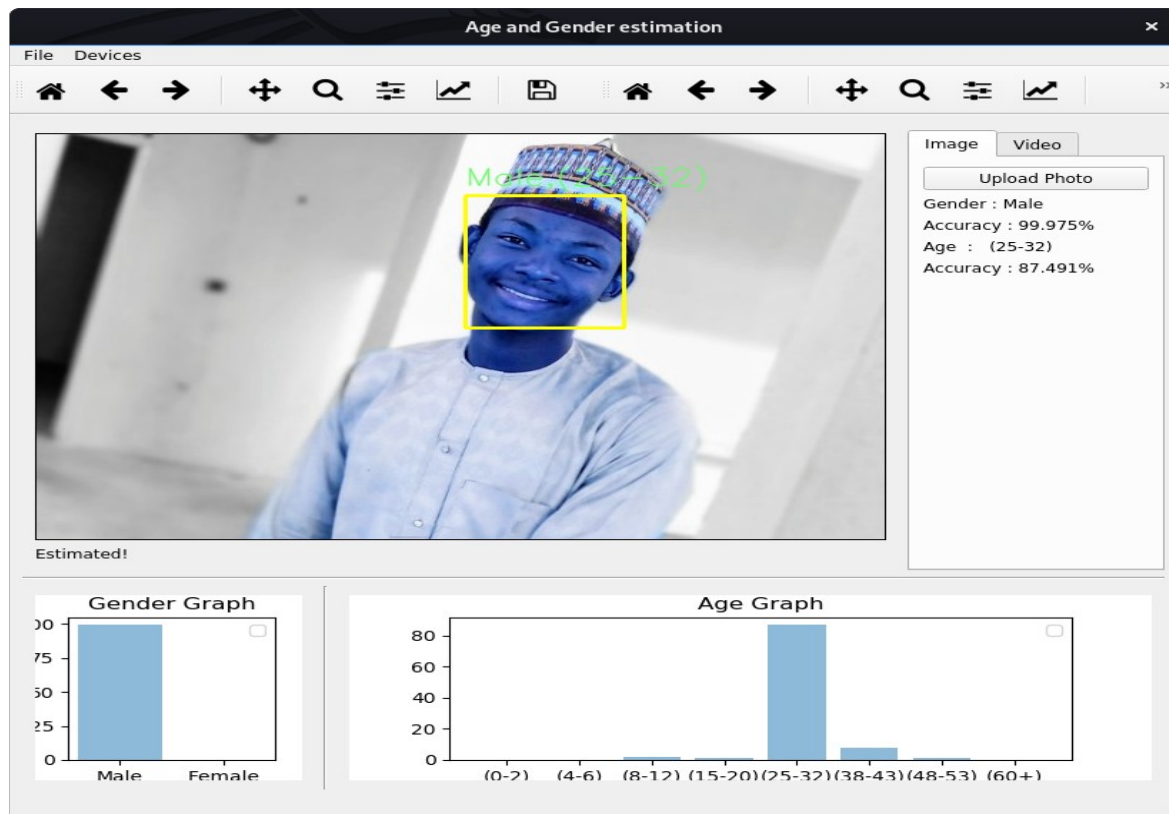 Age and Gender estimation
File Devices
Image Video
Upload Photo
Gender : Male
Accuracy : 99.975%
Age : (25-32)
Accuracy : 87.491%
Male,(25-32)
Estimated!
Gender Graph
00
75
50
25
0
Male Female
Age Graph
80
60
40
20
0
(0-2) (4-6) (8-12) (15-20) (25-32) (38-43) (48-53) (60+)